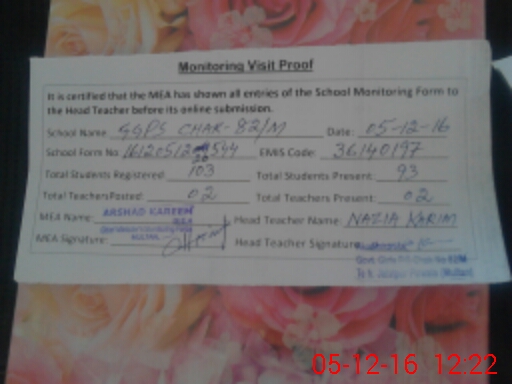 Monitoring Visit Proof
It is certified that the MEA has shown all entries of the School Monitoring Form to
the Head Teacher before its online submission.
School Name GGPS CHAK-82/M Date: 05-12-16
School Form No. EMIS Code: 36140197
Total Students Registered: 103 Total Students Present: 93
Total Teachers Posted: 02 Total Teachers Present: 02
MEA Name: ARSHAD KAREEM Head Teacher Name: NAZIA KARIM
MEA Signature: Head Teacher Signature
05-12-16 12:22